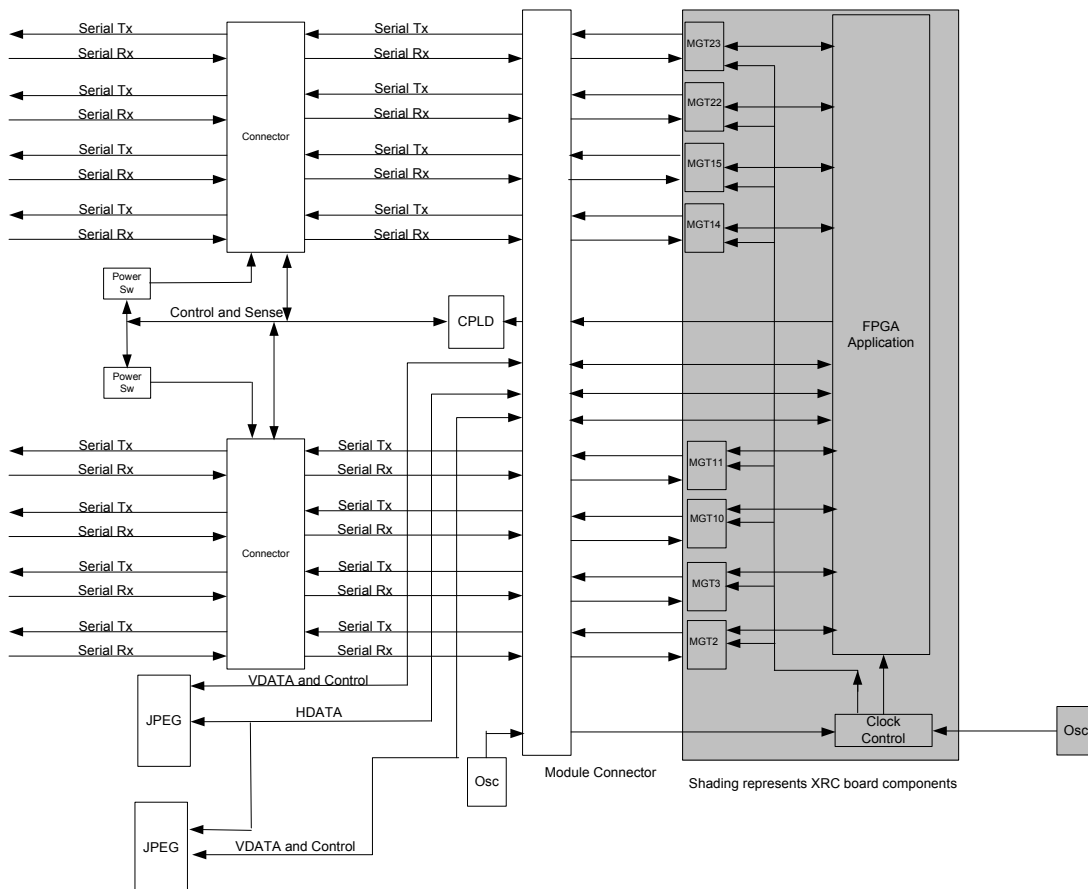 Serial Tx
Serial Rx
Serial Tx
Serial Rx
Serial Tx
Serial Rx
Serial Tx
Serial Rx
Connector
Serial Tx
Serial Rx
Serial Tx
Serial Rx
Serial Tx
Serial Rx
Serial Tx
Serial Rx
MGT23
MGT22
MGT15
MGT14
Power
Sw
Control and Sense
CPLD
FPGA
Application
Power
Sw
Serial Tx
Serial Rx
Serial Tx
Serial Rx
Serial Tx
Serial Rx
Serial Tx
Serial Rx
Connector
Serial Tx
Serial Rx
Serial Tx
Serial Rx
Serial Tx
Serial Rx
Serial Tx
Serial Rx
MGT11
MGT10
MGT3
MGT2
VDATA and Control
JPEG
HDATA
Osc
Clock
Control
Osc
Module Connector
Shading represents XRC board components
JPEG
VDATA and Control